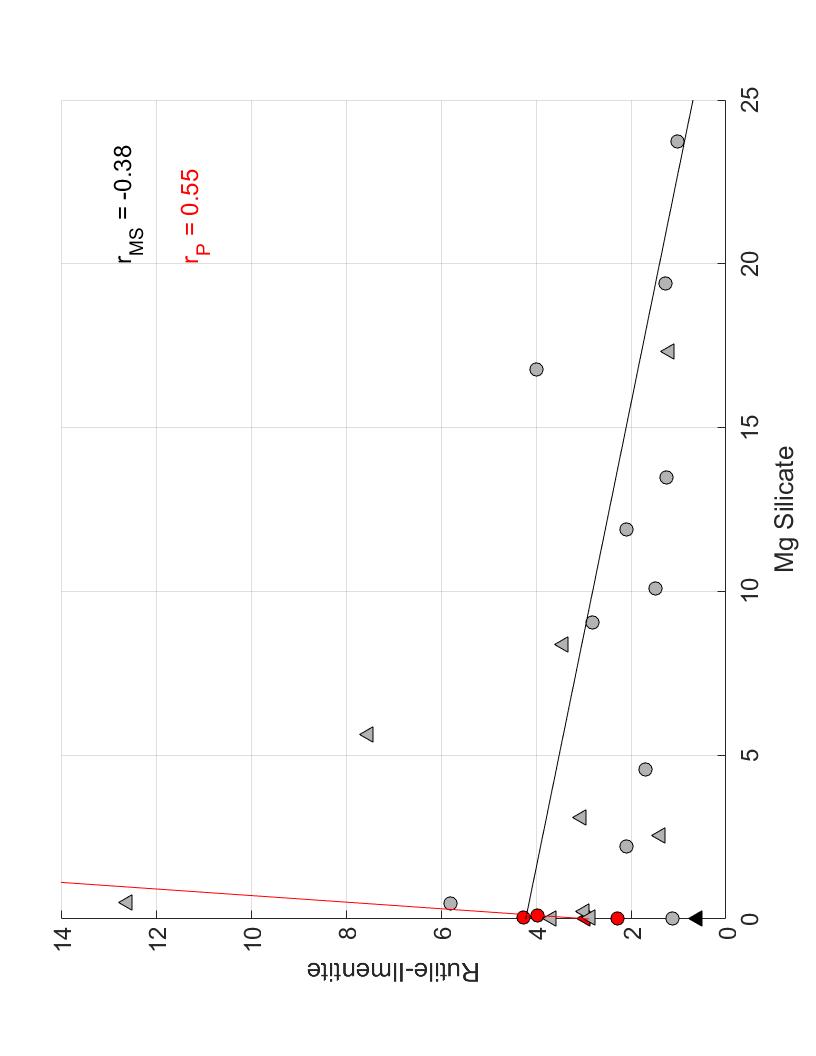 14
12
10
8
6
4
2
0
Rutile-Ilmentite
r_MS = -0.38
r_P = 0.55
0 5 10 15 20 25
Mg Silicate